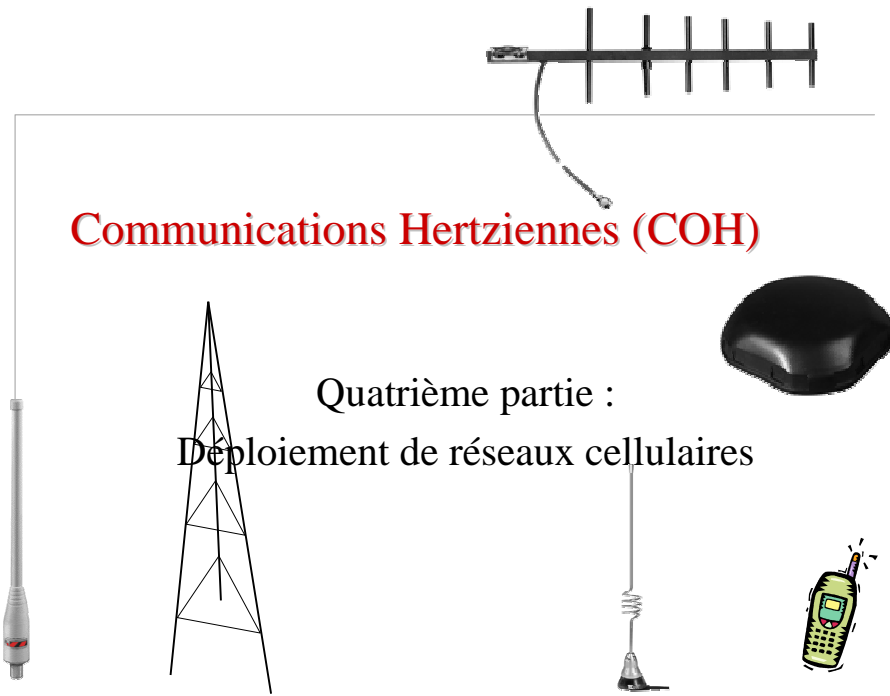 Communications Hertziennes (COH)
Quatrième partie :
Déploiement de réseaux cellulaires